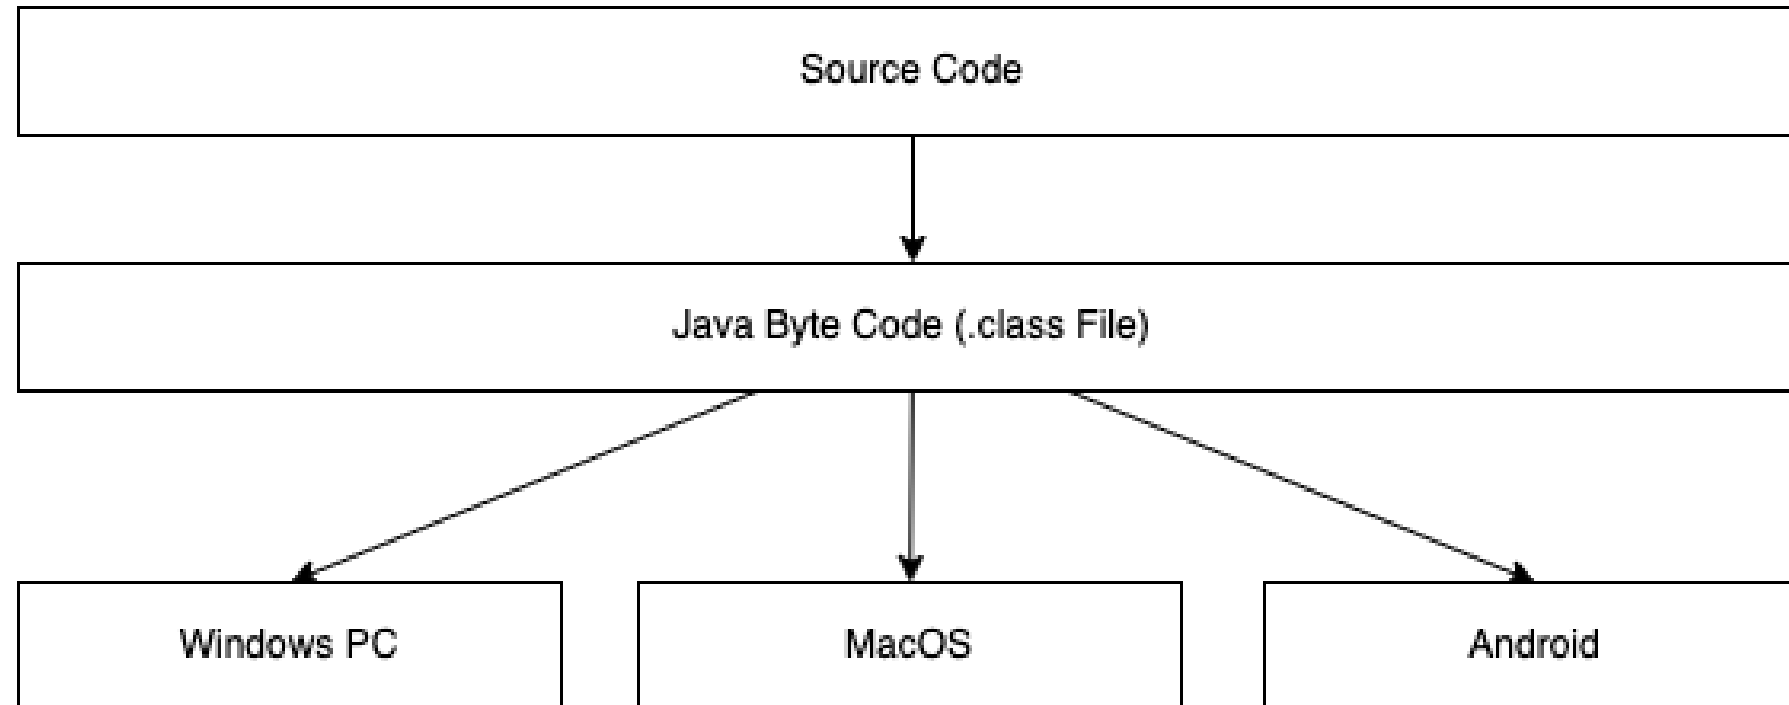 Source Code
Java Byte Code (.class File)
Windows PC
MacOS
Android